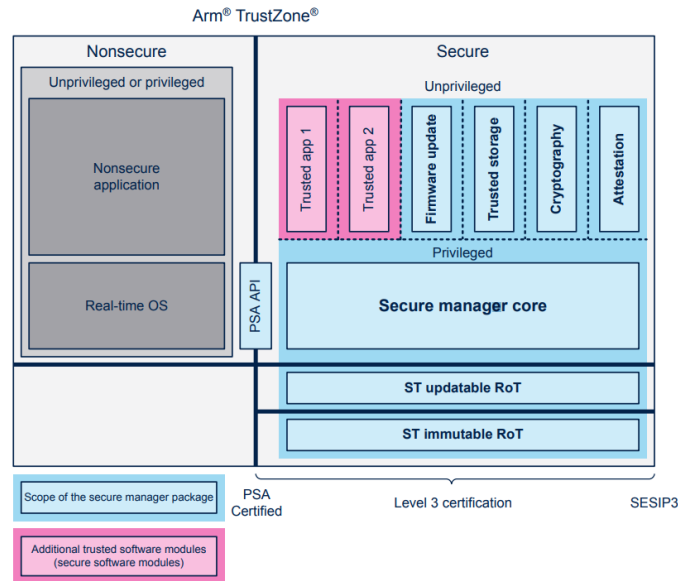 Arm® TrustZone®
Nonsecure
Secure
Unprivileged or privileged
Nonsecure
application
Real-time OS
Unprivileged
Trusted app 1
Trusted app 2
Firmware update
Trusted storage
Cryptography
Attestation
Privileged
PSA API
Secure manager core
ST updatable RoT
ST immutable RoT
Scope of the secure manager package
PSA
Certified
Level 3 certification
SESIP3
Additional trusted software modules
(secure software modules)